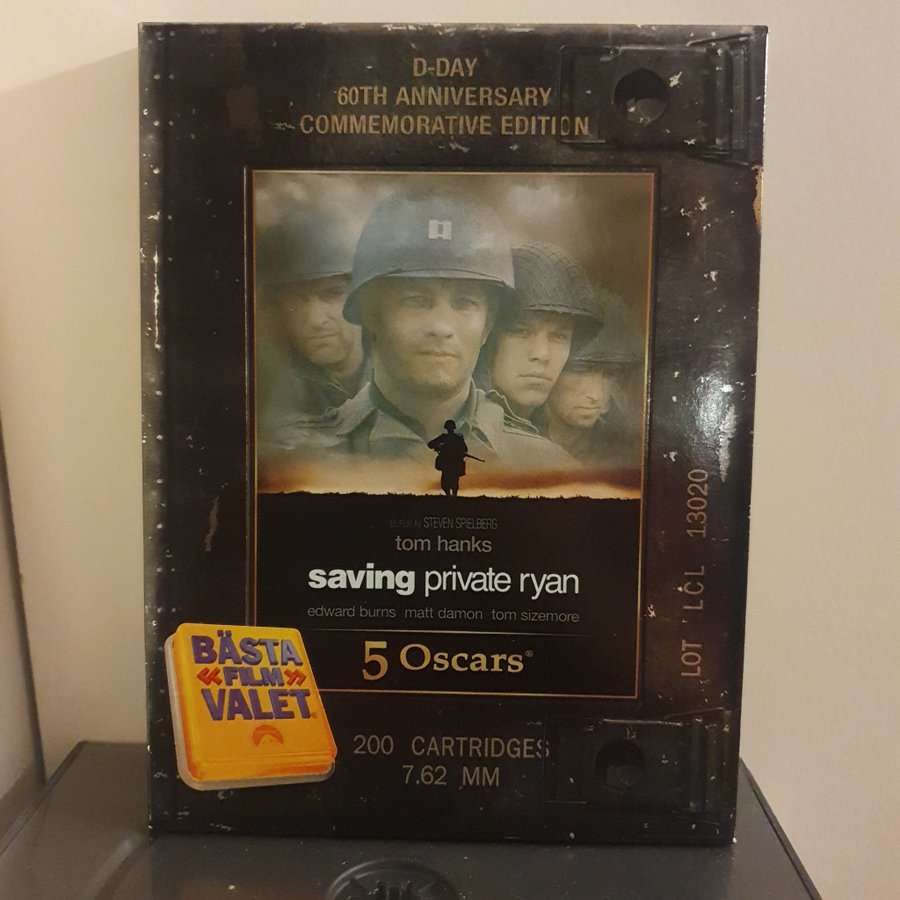 D-DAY
60TH ANNIVERSARY
COMMEMORATIVE EDITION
EN FILM AV STEVEN SPIELBERG
tom hanks
saving private ryan
edward burns matt damon tom sizemore
5 Oscars®
LOT LCL 13020
BÄSTA
«FILM»
VALET®
200 CARTRIDGES
7.62 MM